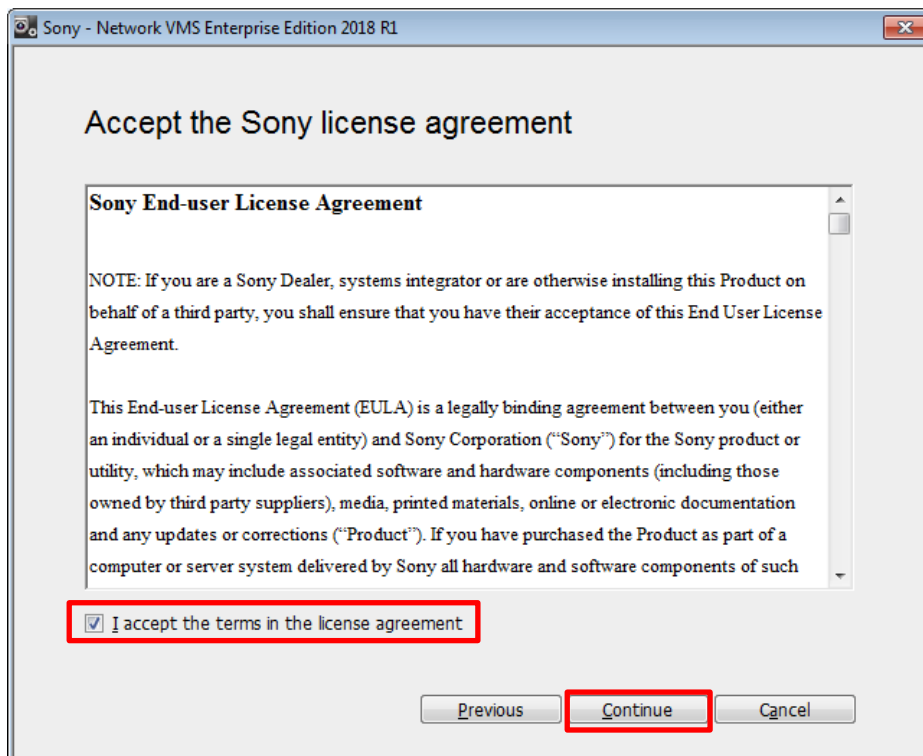 Sony - Network VMS Enterprise Edition 2018 R1
Accept the Sony license agreement
Sony End-user License Agreement
NOTE: If you are a Sony Dealer, systems integrator or are otherwise installing this Product on
behalf of a third party, you shall ensure that you have their acceptance of this End User License
Agreement.
This End-user License Agreement (EULA) is a legally binding agreement between you (either
an individual or a single legal entity) and Sony Corporation (“Sony”) for the Sony product or
utility, which may include associated software and hardware components (including those
owned by third party suppliers), media, printed materials, online or electronic documentation
and any updates or corrections (“Product”). If you have purchased the Product as part of a
computer or server system delivered by Sony all hardware and software components of such
I accept the terms in the license agreement
Previous Continue Cancel